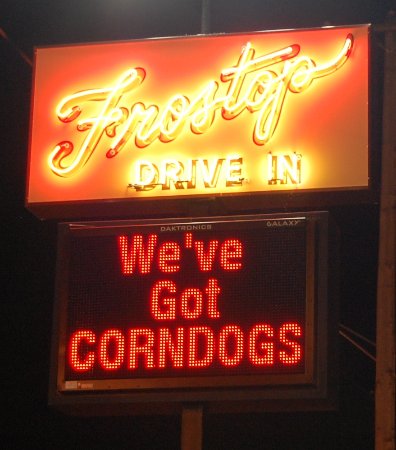 Frostop
DRIVE IN
DAKTRONICS GALAXY
We've
Got
CORNDOGS